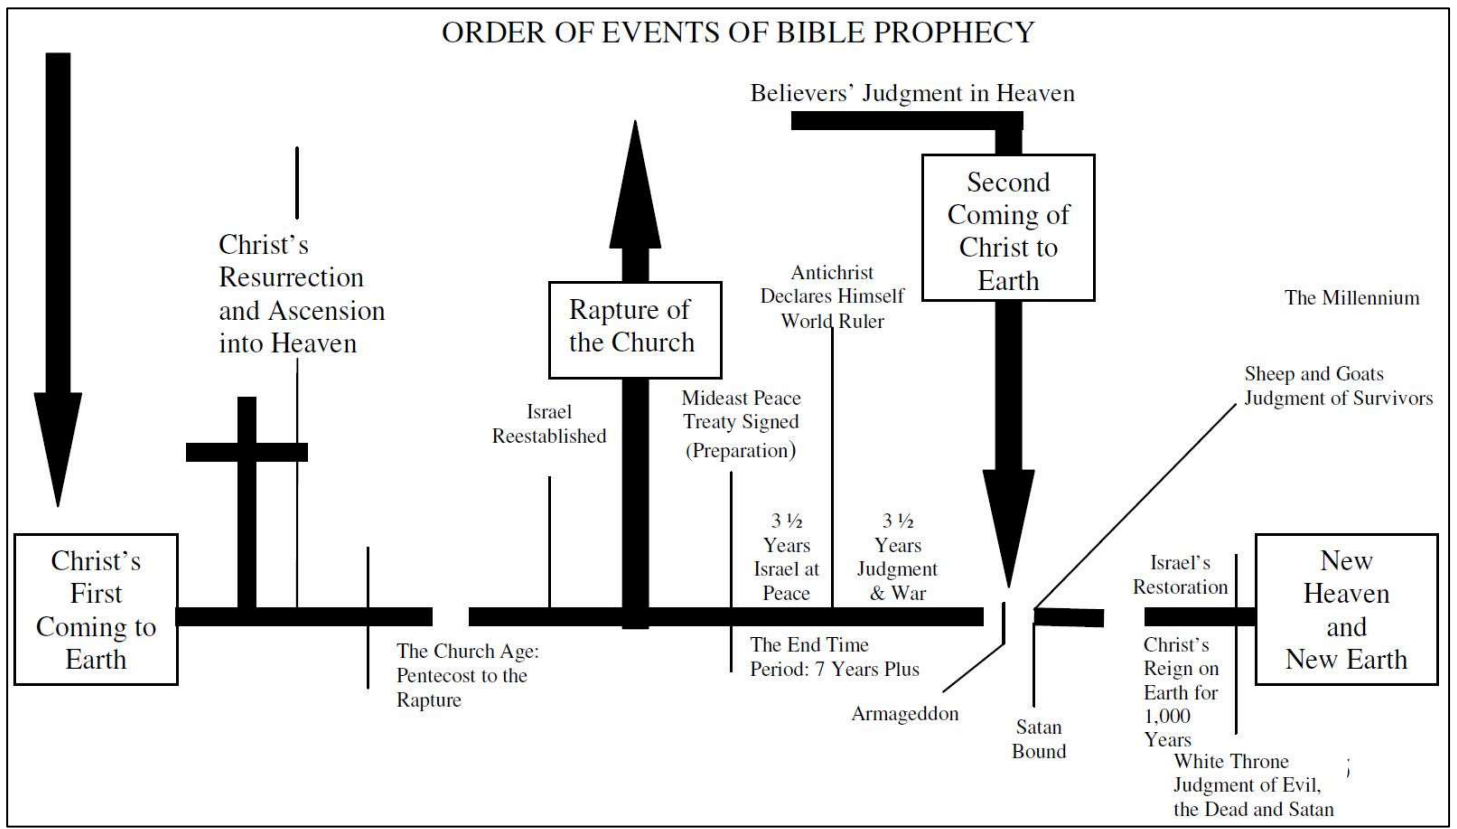 ORDER OF EVENTS OF BIBLE PROPHECY
Believers’ Judgment in Heaven
Second
Coming of
Christ to
Earth
Christ’s
Resurrection
and Ascension
into Heaven
Rapture of
the Church
Antichrist
Declares Himself
World Ruler
The Millennium
Sheep and Goats
Judgment of Survivors
Israel
Reestablished
Mideast Peace
Treaty Signed
(Preparation)
3 ½
Years
Israel at
Peace
3 ½
Years
Judgment
& War
Christ’s
First
Coming to
Earth
Israel’s
Restoration
New
Heaven
and
New Earth
The Church Age:
Pentecost to the
Rapture
The End Time
Period: 7 Years Plus
Armageddon
Satan
Bound
Christ’s
Reign on
Earth for
1,000
Years
White Throne
Judgment of Evil,
the Dead and Satan
;